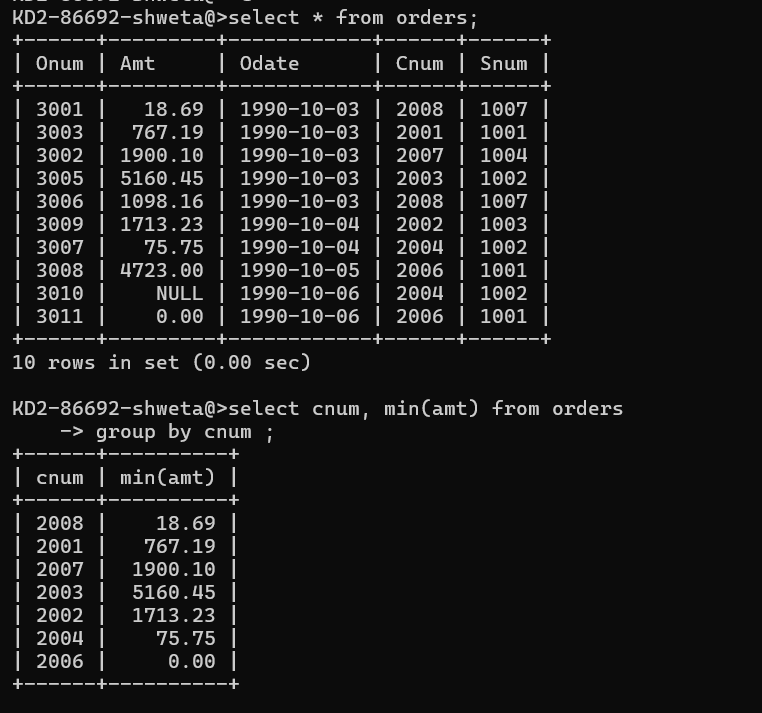 KD2-86692-shweta@>select * from orders;
+------+---------+------------+------+------+
| Onum | Amt     | Odate      | Cnum | Snum |
+------+---------+------------+------+------+
| 3001 |   18.69 | 1990-10-03 | 2008 | 1007 |
| 3003 |  767.19 | 1990-10-03 | 2001 | 1001 |
| 3002 | 1900.10 | 1990-10-03 | 2007 | 1004 |
| 3005 | 5160.45 | 1990-10-03 | 2003 | 1002 |
| 3006 | 1098.16 | 1990-10-03 | 2008 | 1007 |
| 3009 | 1713.23 | 1990-10-04 | 2002 | 1003 |
| 3007 |   75.75 | 1990-10-04 | 2004 | 1002 |
| 3008 | 4723.00 | 1990-10-05 | 2006 | 1001 |
| 3010 |    NULL | 1990-10-06 | 2004 | 1002 |
| 3011 |    0.00 | 1990-10-06 | 2006 | 1001 |
+------+---------+------------+------+------+
10 rows in set (0.00 sec)
KD2-86692-shweta@>select cnum, min(amt) from orders
    -> group by cnum ;
+------+----------+
| cnum | min(amt) |
+------+----------+
| 2008 |    18.69 |
| 2001 |   767.19 |
| 2007 |  1900.10 |
| 2003 |  5160.45 |
| 2002 |  1713.23 |
| 2004 |    75.75 |
| 2006 |     0.00 |
+------+----------+